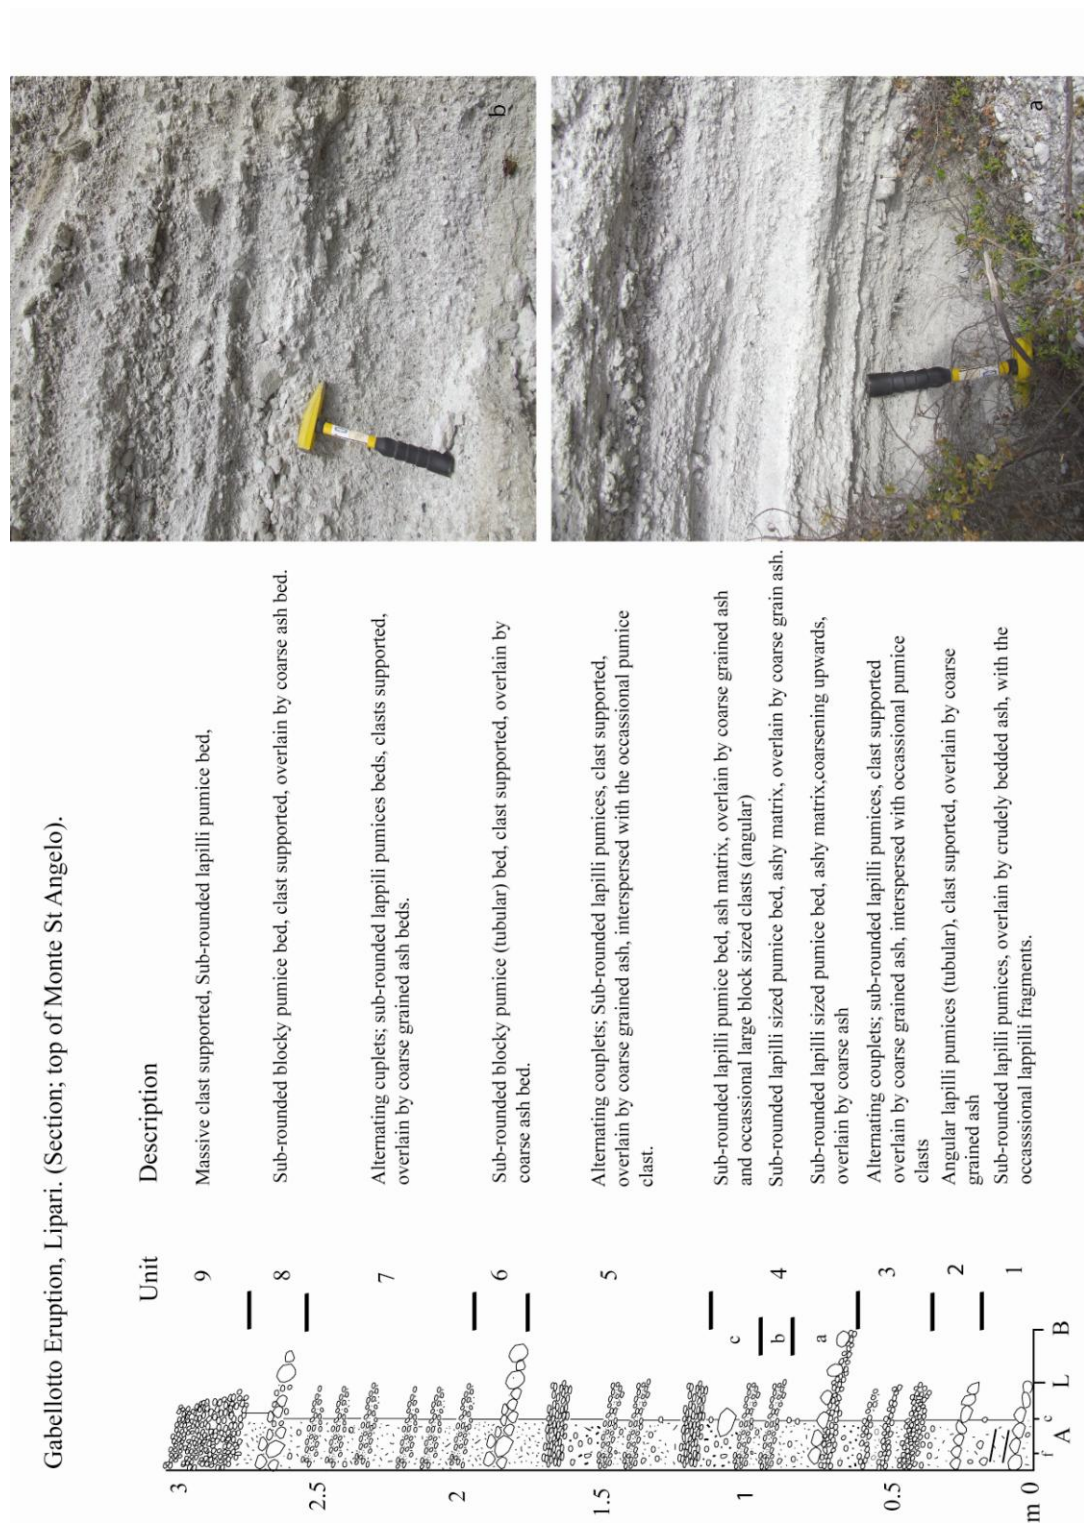 Gabellotto Eruption, Lipari. (Section; top of Monte St Angelo).
Unit
Description
9
Massive clast supported, Sub-rounded lapilli pumice bed,
8
Sub-rounded blocky pumice bed, clast supported, overlain by coarse ash bed.
7
Alternating cuplets; sub-rounded lappili pumices beds, clasts supported,
overlain by coarse grained ash beds.
6
Sub-rounded blocky pumice (tubular) bed, clast supported, overlain by
coarse ash bed.
5
Alternating couplets; Sub-rounded lapilli pumices, clast supported,
overlain by coarse grained ash, interspersed with the occasional pumice
clast.
4
c
Sub-rounded lapilli pumice bed, ash matrix, overlain by coarse grained ash
and occassional large block sized clasts (angular)
b
Sub-rounded lapilli sized pumice bed, ashy matrix, overlain by coarse grain ash.
a
Sub-rounded lapilli sized pumice bed, ashy matrix,coarsening upwards,
overlain by coarse ash
3
Alternating couplets; sub-rounded lapilli pumices, clast supported
overlain by coarse grained ash, interspersed with occassional pumice
clasts
2
Angular lapilli pumices (tubular), clast suported, overlain by coarse
grained ash
1
Sub-rounded lapilli pumices, overlain by crudely bedded ash, with the
occasssional lappilli fragments.
3
2.5
2
1.5
1
0.5
m 0
f
c
A
L
B
b
a